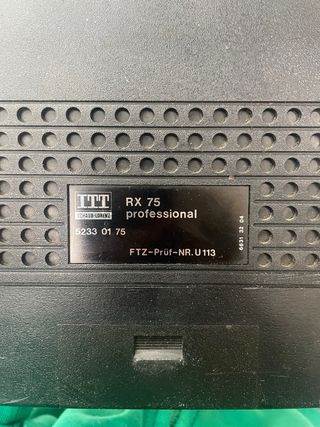 ITT
SCHAUB-LORENZ
RX 75
professional
5233 01 75
FTZ-Prüf-NR. U 113
6631 32 04